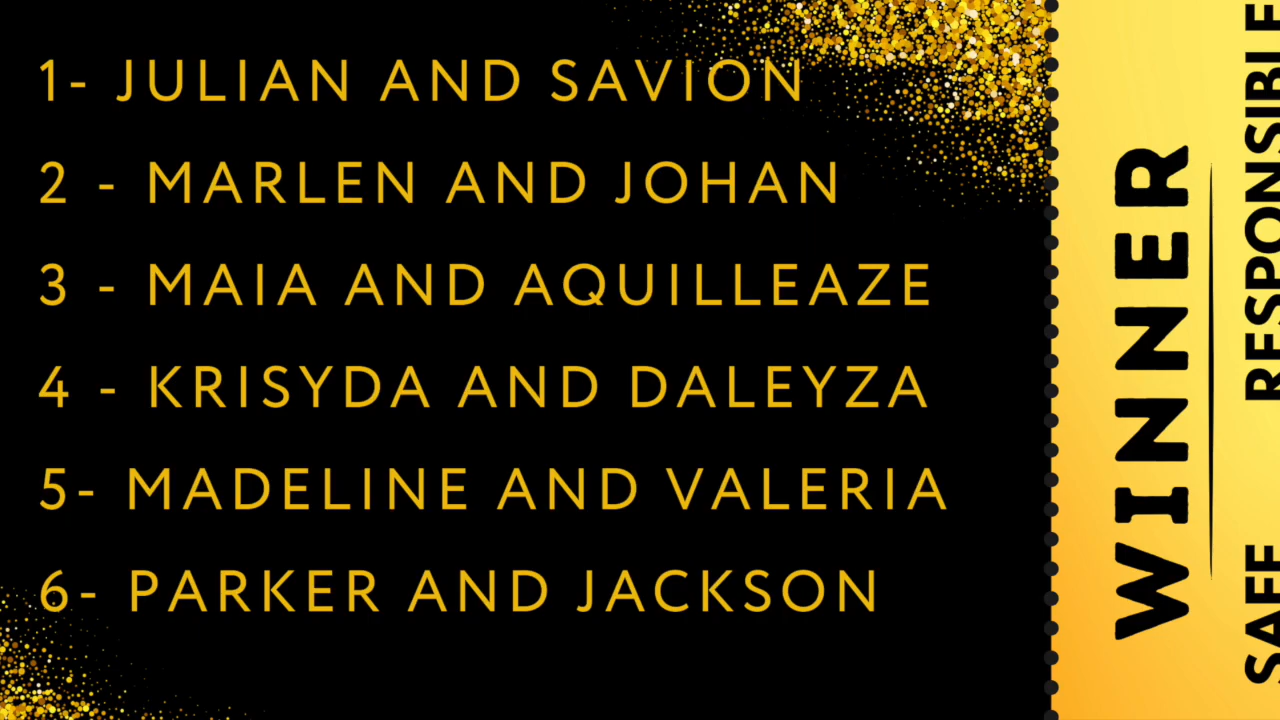 1- JULIAN AND SAVION
2 - MARLEN AND JOHAN
3 - MAIA AND AQUILLEAZE
4 - KRISYDA AND DALEYZA
5- MADELINE AND VALERIA
6- PARKER AND JACKSON
WINNER
SAFE RESPONSIBLE